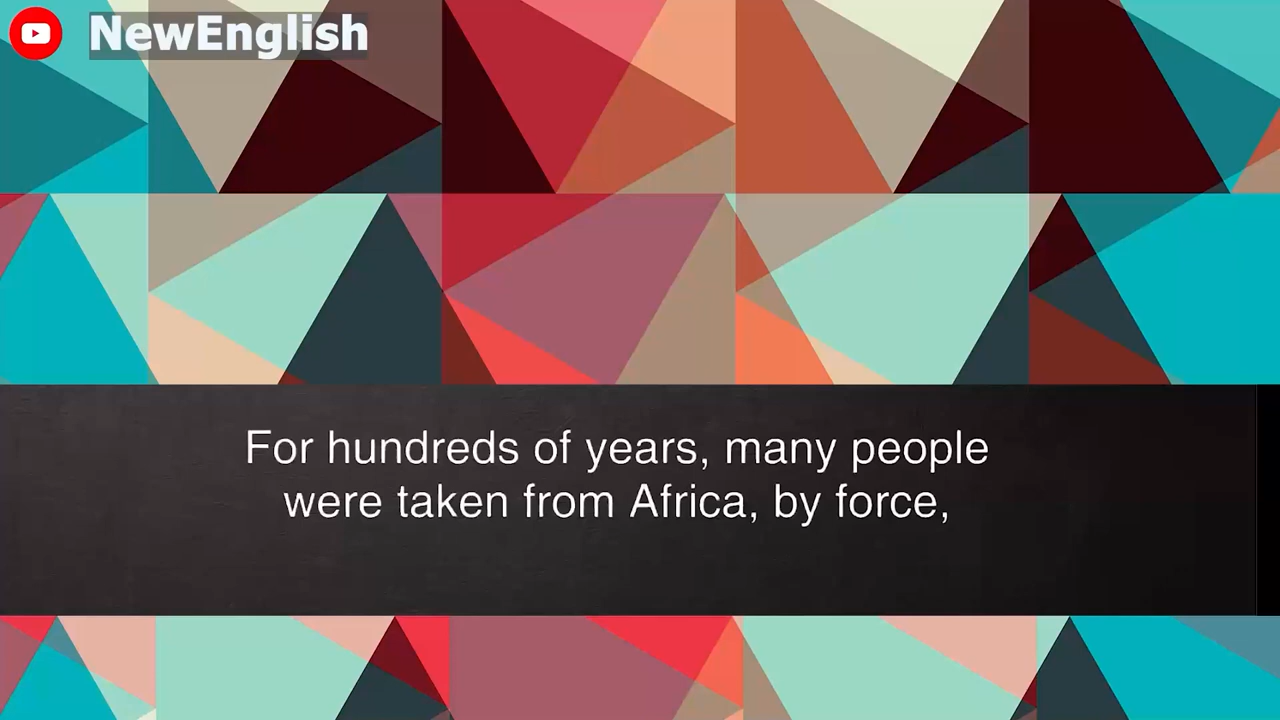 NewEnglish
For hundreds of years, many people
were taken from Africa, by force,